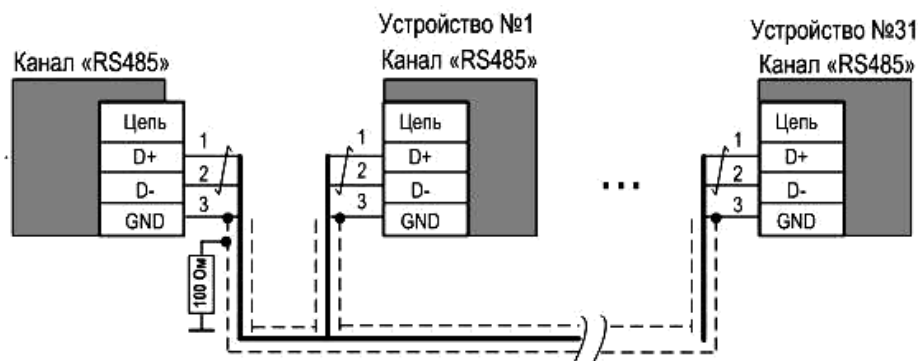 Устройство №1
Устройство №31
Канал «RS485»
Канал «RS485»
Канал «RS485»
Цепь
D+
D-
GND
1
2
3
100 Ом
1
2
3
Цепь
D+
D-
GND
...
1
2
3
Цепь
D+
D-
GND